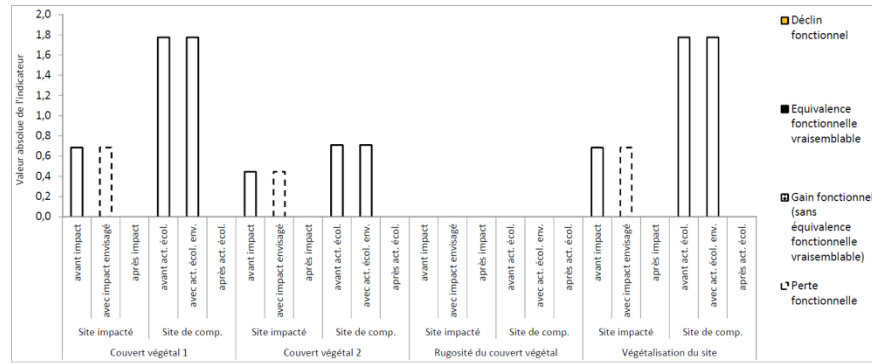 Valeur absolue de l'indicateur
2,0
1,8
1,6
1,4
1,2
1,0
0,8
0,6
0,4
0,2
0,0
avant impact
avec impact envisagé
après impact
avant act. écol.
avec act. écol. env.
après act. écol.
avant impact
avec impact envisagé
après impact
avant act. écol.
avec act. écol. env.
après act. écol.
avant impact
avec impact envisagé
après impact
avant act. écol.
avec act. écol. env.
après act. écol.
avant impact
avec impact envisagé
après impact
avant act. écol.
avec act. écol. env.
après act. écol.
Site impacté
Site de comp.
Site impacté
Site de comp.
Site impacté
Site de comp.
Site impacté
Site de comp.
Couvert végétal 1
Couvert végétal 2
Rugosité du couvert végétal
Végétalisation du site
Déclin
fonctionnel
Equivalence
fonctionnelle
vraisemblable
Gain fonctionnel
(sans
équivalence
fonctionnelle
vraisemblable)
Perte
fonctionnelle